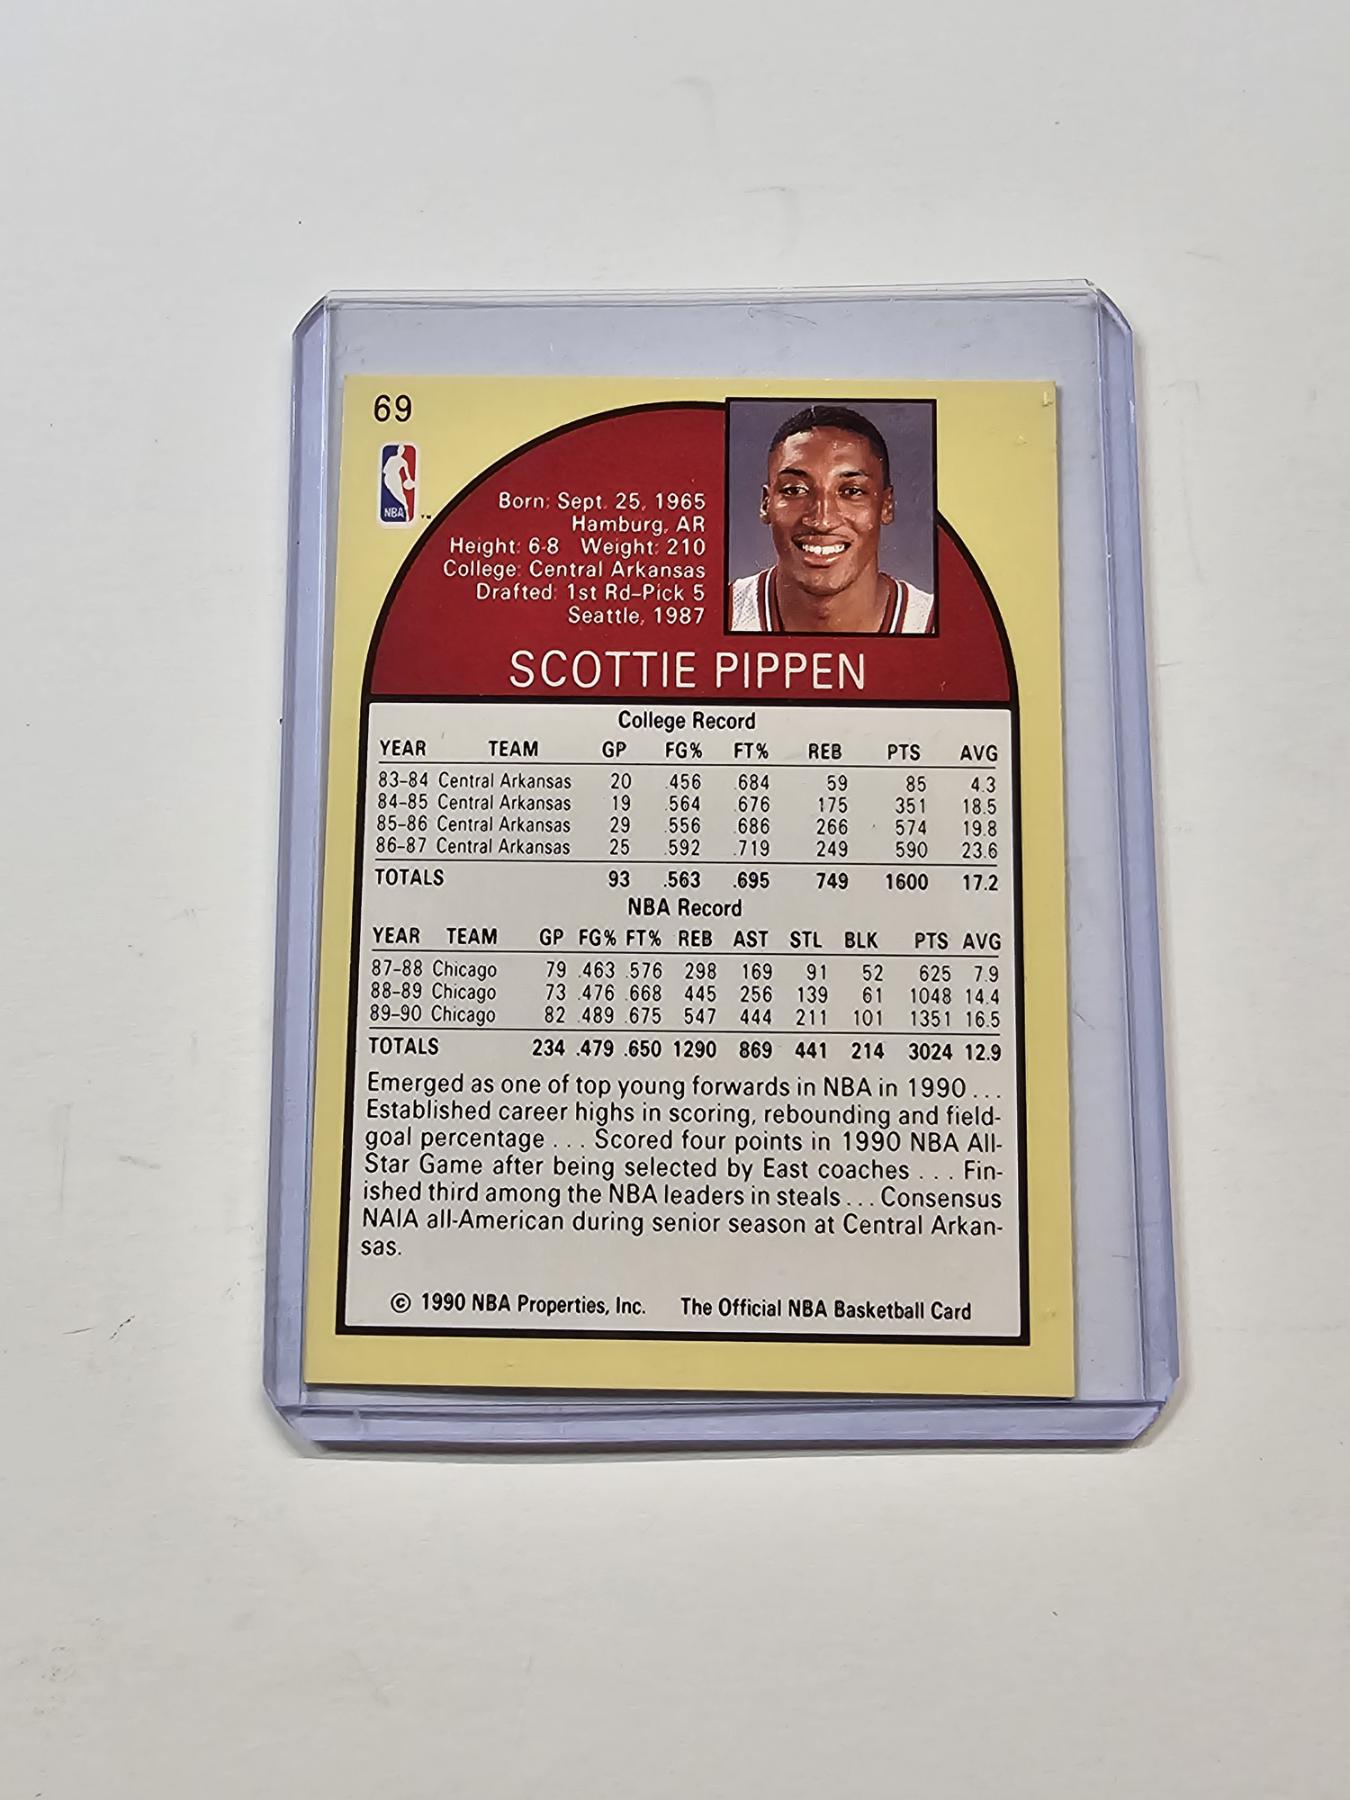 69
NBA
™
Born: Sept. 25, 1965
Hamburg, AR
Height: 6-8 Weight: 210
College: Central Arkansas
Drafted: 1st Rd–Pick 5
Seattle, 1987
SCOTTIE PIPPEN
College Record
YEAR TEAM GP FG% FT% REB PTS AVG
83–84 Central Arkansas 20 .456 .684 59 85 4.3
84–85 Central Arkansas 19 .564 .676 175 351 18.5
85–86 Central Arkansas 29 .556 .686 266 574 19.8
86–87 Central Arkansas 25 .592 .719 249 590 23.6
TOTALS 93 .563 .695 749 1600 17.2
NBA Record
YEAR TEAM GP FG% FT% REB AST STL BLK PTS AVG
87–88 Chicago 79 .463 .576 298 169 91 52 625 7.9
88–89 Chicago 73 .476 .668 445 256 139 61 1048 14.4
89–90 Chicago 82 .489 .675 547 444 211 101 1351 16.5
TOTALS 234 .479 .650 1290 869 441 214 3024 12.9
Emerged as one of top young forwards in NBA in 1990 . . .
Established career highs in scoring, rebounding and field-
goal percentage . . . Scored four points in 1990 NBA All-
Star Game after being selected by East coaches . . . Fin-
ished third among the NBA leaders in steals . . . Consensus
NAIA all-American during senior season at Central Arkan-
sas.
© 1990 NBA Properties, Inc. The Official NBA Basketball Card